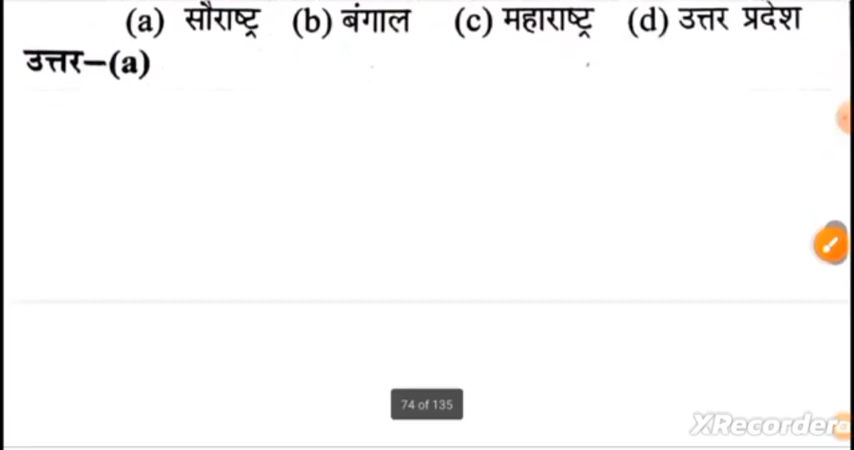 (a) सौराष्ट्र (b) बंगाल (c) महाराष्ट्र (d) उत्तर प्रदेश
उत्तर–(a)
74 of 135
XRecorder